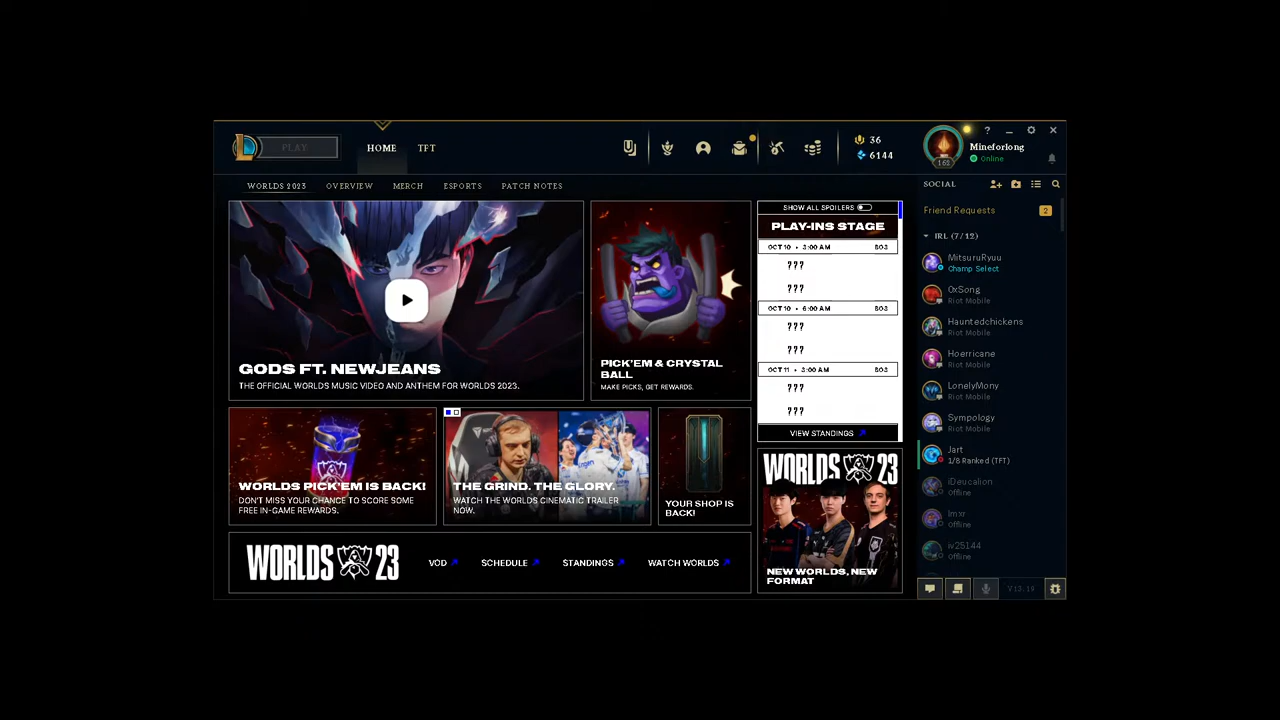 PLAY
HOME
TFT
36
6144
162
?
Mineforlong
Online
WORLDS 2023
OVERVIEW
MERCH
ESPORTS
PATCH NOTES
SOCIAL
Friend Requests
2
IRL (7/12)
MitsuruRyuu
Champ Select
0xSong
Riot Mobile
Hauntedchickens
Riot Mobile
Hoerricane
Riot Mobile
LonelyMony
Riot Mobile
Sympology
Riot Mobile
Jart
1/8 Ranked (TFT)
iDeucalion
Offline
Offline
iv25144
Offline
GODS FT. NEWJEANS
THE OFFICIAL WORLDS MUSIC VIDEO AND ANTHEM FOR WORLDS 2023.
PICK'EM & CRYSTAL
BALL
MAKE PICKS, GET REWARDS.
SHOW ALL SPOILERS
PLAY-INS STAGE
OCT 10 • 3:00 AM BO3
???
???
OCT 10 • 6:00 AM BO3
???
???
OCT 11 • 3:00 AM BO3
???
???
VIEW STANDINGS
WORLDS PICK'EM IS BACK!
DON'T MISS YOUR CHANCE TO SCORE SOME
FREE IN-GAME REWARDS.
THE GRIND. THE GLORY.
WATCH THE WORLDS CINEMATIC TRAILER
NOW.
YOUR SHOP IS
BACK!
WORLDS 23
NEW WORLDS, NEW
FORMAT
WORLDS 23
VOD
SCHEDULE
STANDINGS
WATCH WORLDS
V13.19